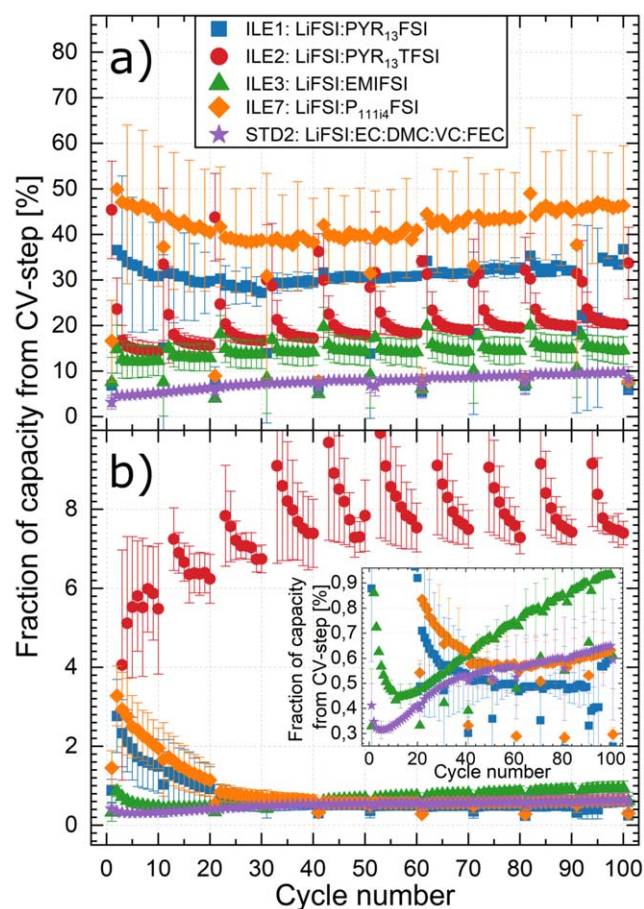 a)
ILE1: LiFSI:PYR₁₃FSI
ILE2: LiFSI:PYR₁₃TFSI
ILE3: LiFSI:EMIFSI
ILE7: LiFSI:P₁₁₁ᵢ₄FSI
STD2: LiFSI:EC:DMC:VC:FEC
80
70
60
50
40
30
20
10
0
Fraction of capacity from CV-step [%]
b)
8
6
4
2
0
Fraction of capacity
from CV-step [%]
0,9
0,8
0,7
0,6
0,5
0,4
0,3
0 20 40 60 80 100
Cycle number
0 10 20 30 40 50 60 70 80 90 100
Cycle number